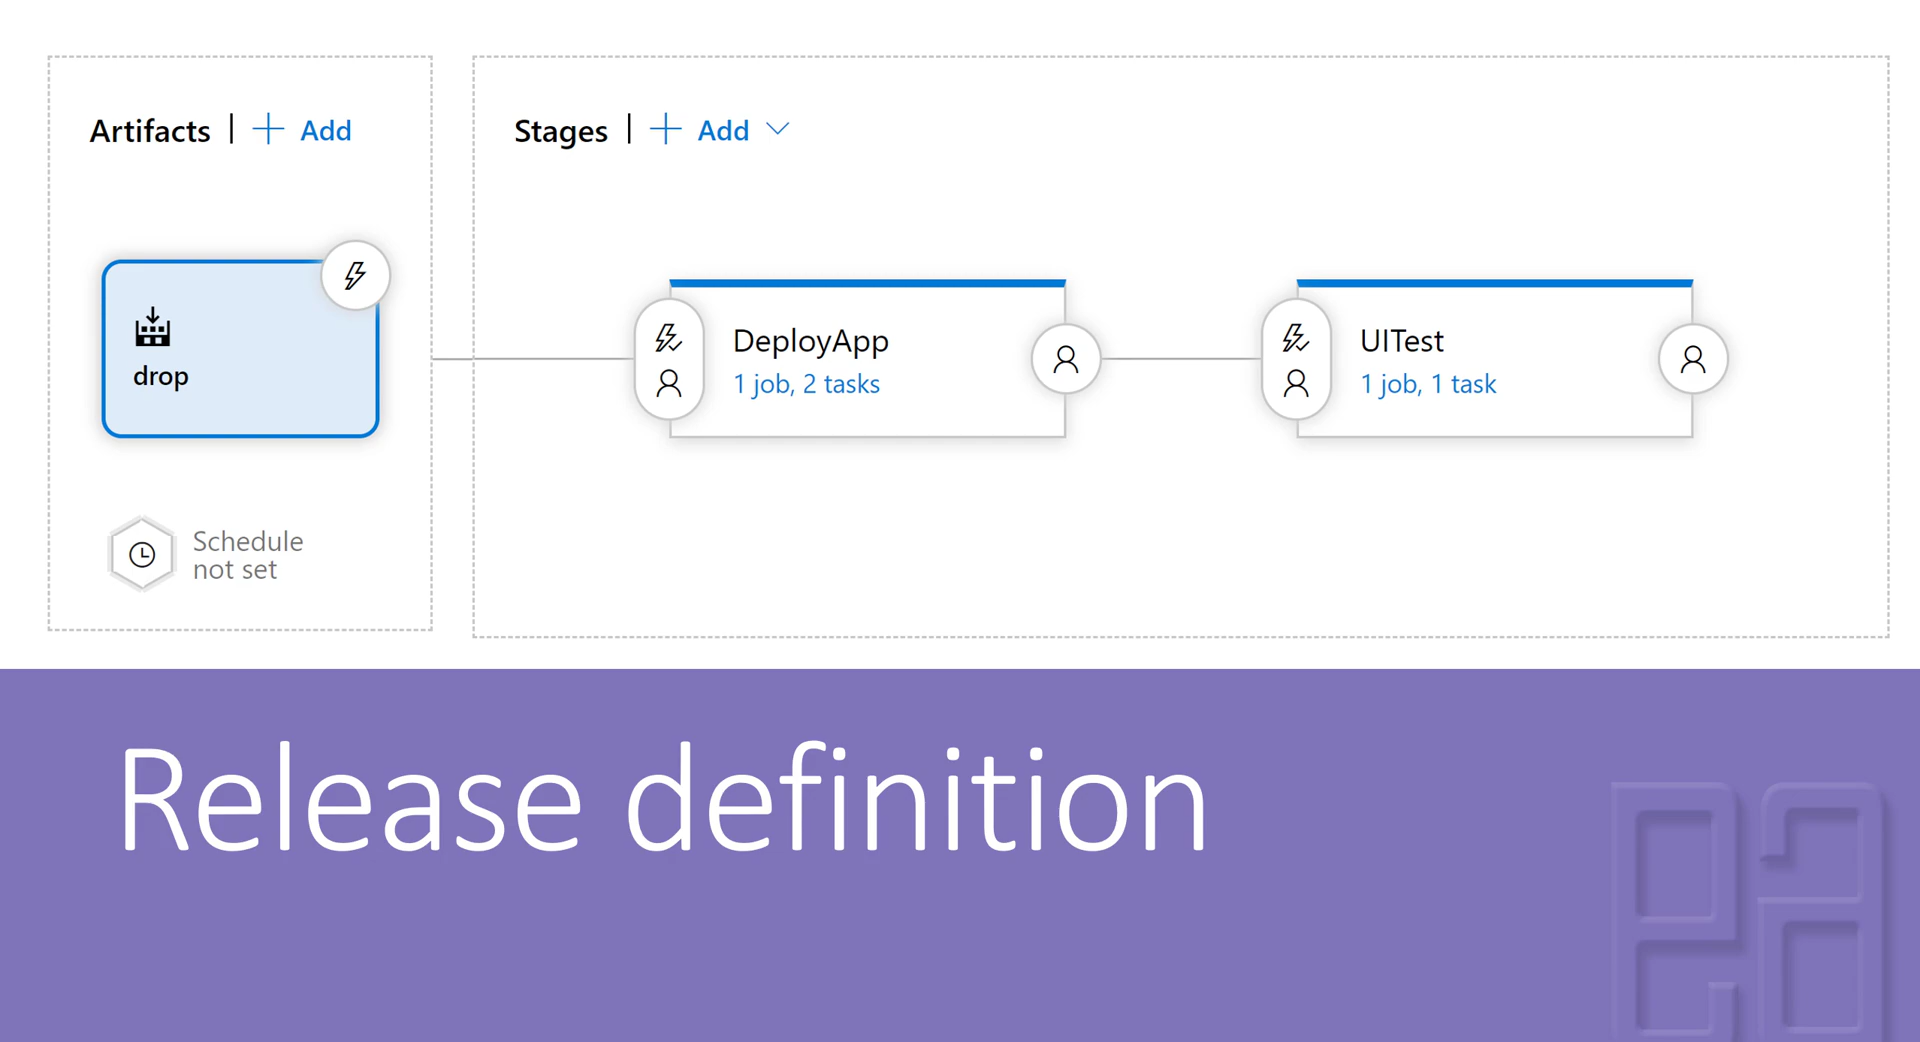 Artifacts | + Add
Stages | + Add
drop
DeployApp
1 job, 2 tasks
UITest
1 job, 1 task
Schedule
not set
Release definition